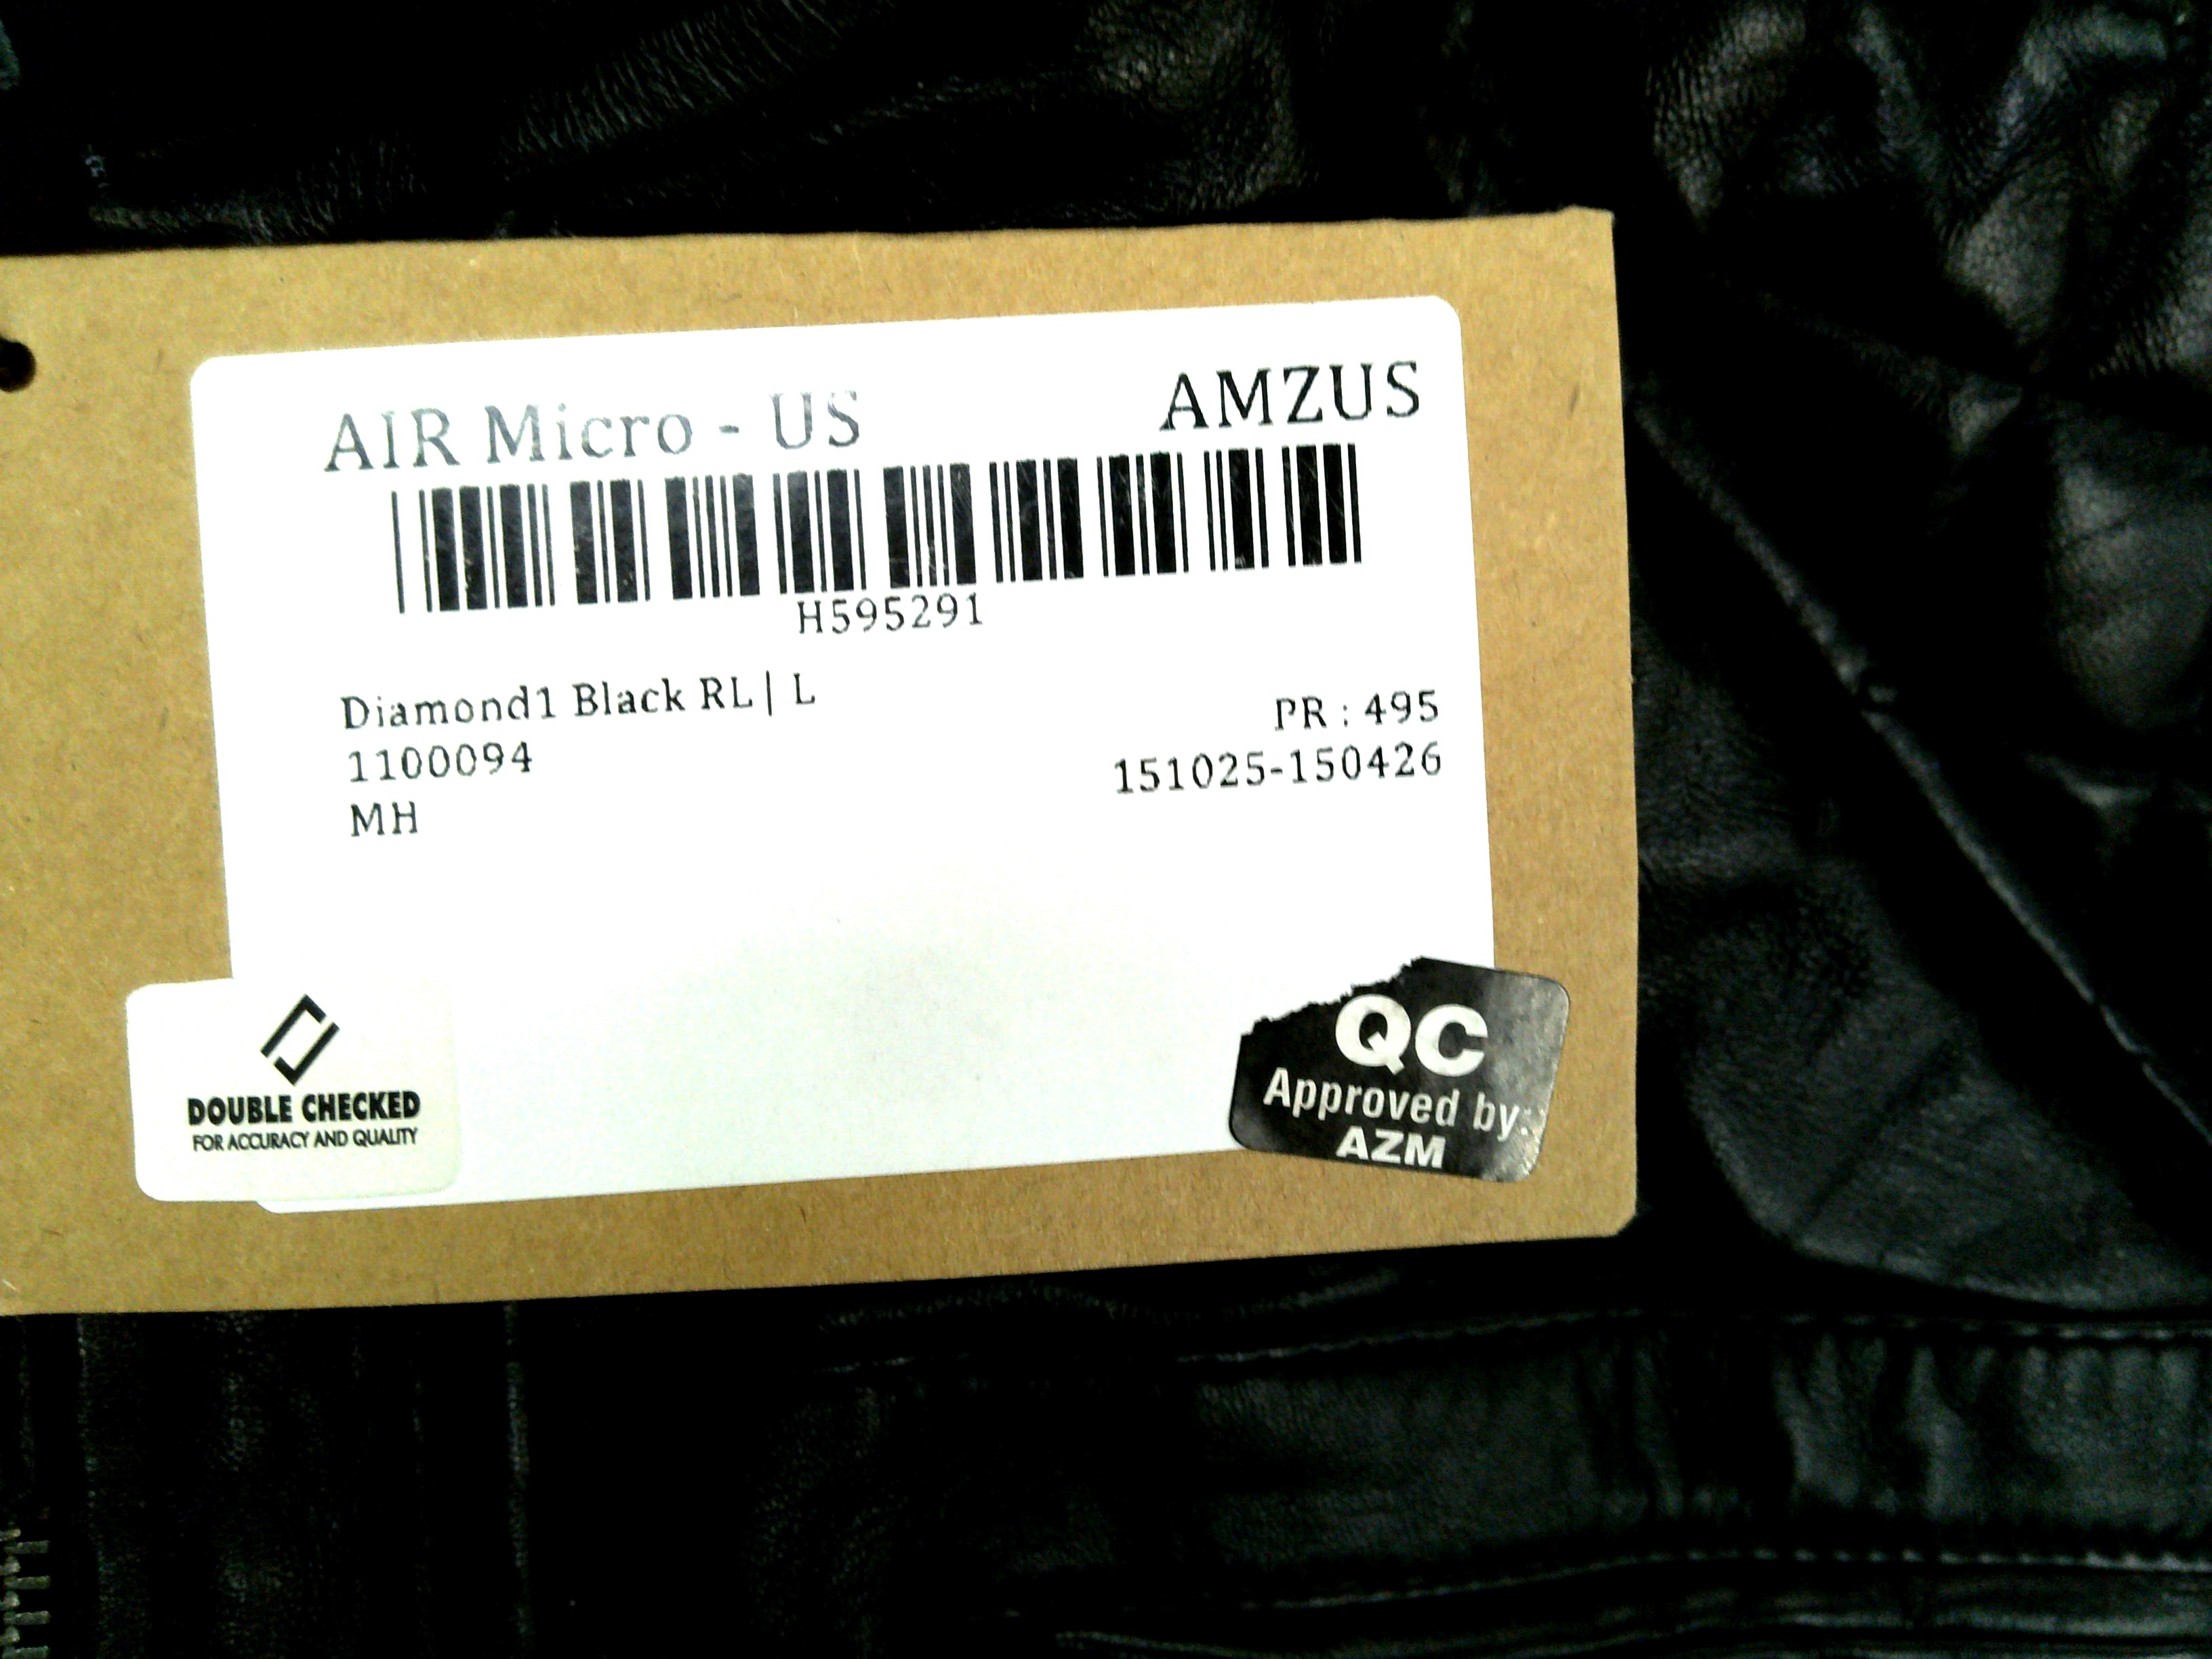 AIR Micro - US
AMZUS
H595291
Diamond1 Black RL| L
PR : 495
1100094
151025-150426
MH
DOUBLE CHECKED
FOR ACCURACY AND QUALITY
QC
Approved by:
AZM